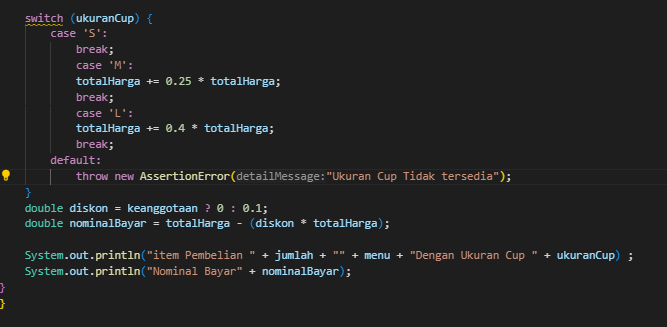 switch (ukuranCup) {
case 'S':
break;
case 'M':
totalHarga += 0.25 * totalHarga;
break;
case 'L':
totalHarga += 0.4 * totalHarga;
break;
default:
throw new AssertionError(detailMessage:"Ukuran Cup Tidak tersedia");
}
double diskon = keanggotaan ? 0 : 0.1;
double nominalBayar = totalHarga - (diskon * totalHarga);
System.out.println("item Pembelian " + jumlah + "" + menu + "Dengan Ukuran Cup " + ukuranCup) ;
System.out.println("Nominal Bayar" + nominalBayar);
}
}